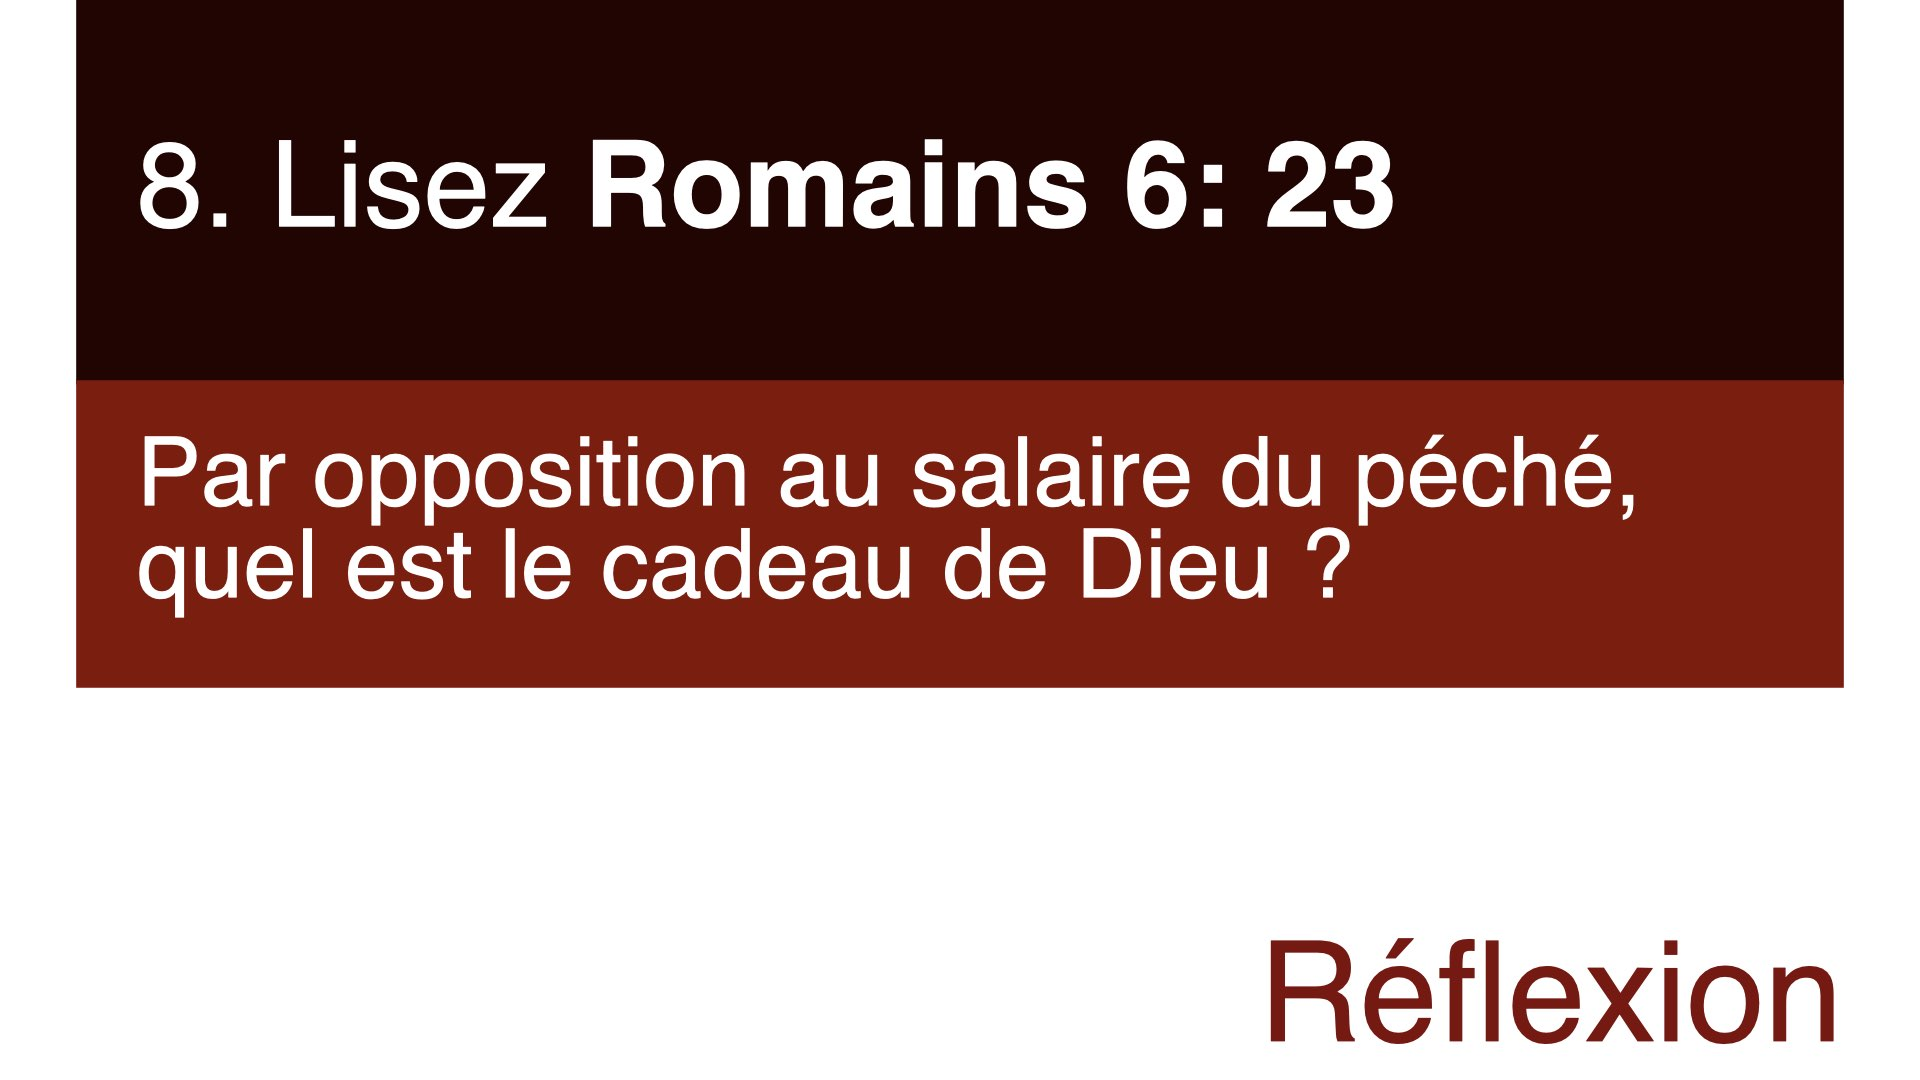 8. Lisez Romains 6: 23
Par opposition au salaire du péché,
quel est le cadeau de Dieu ?
Réflexion